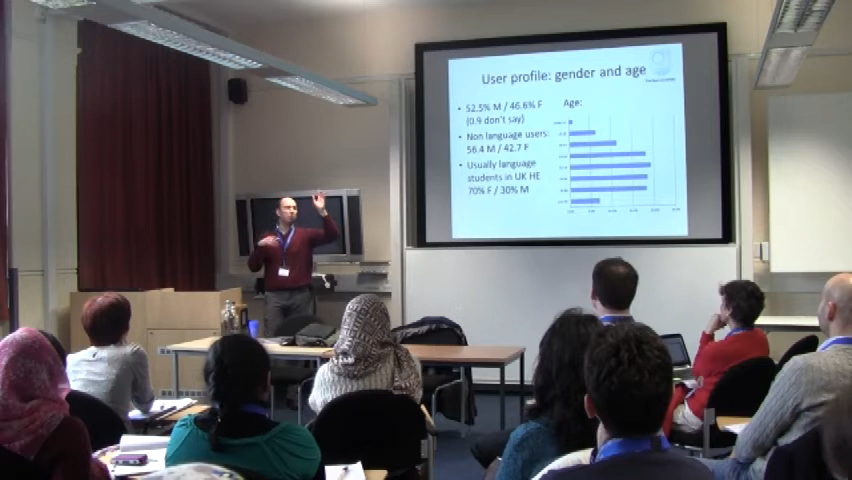 User profile: gender and age
• 52.5% M / 46.6% F
(0.9 don't say)
• Non language users:
56.4 M / 42.7 F
• Usually language
students in UK HE
70% F / 30% M
Age: